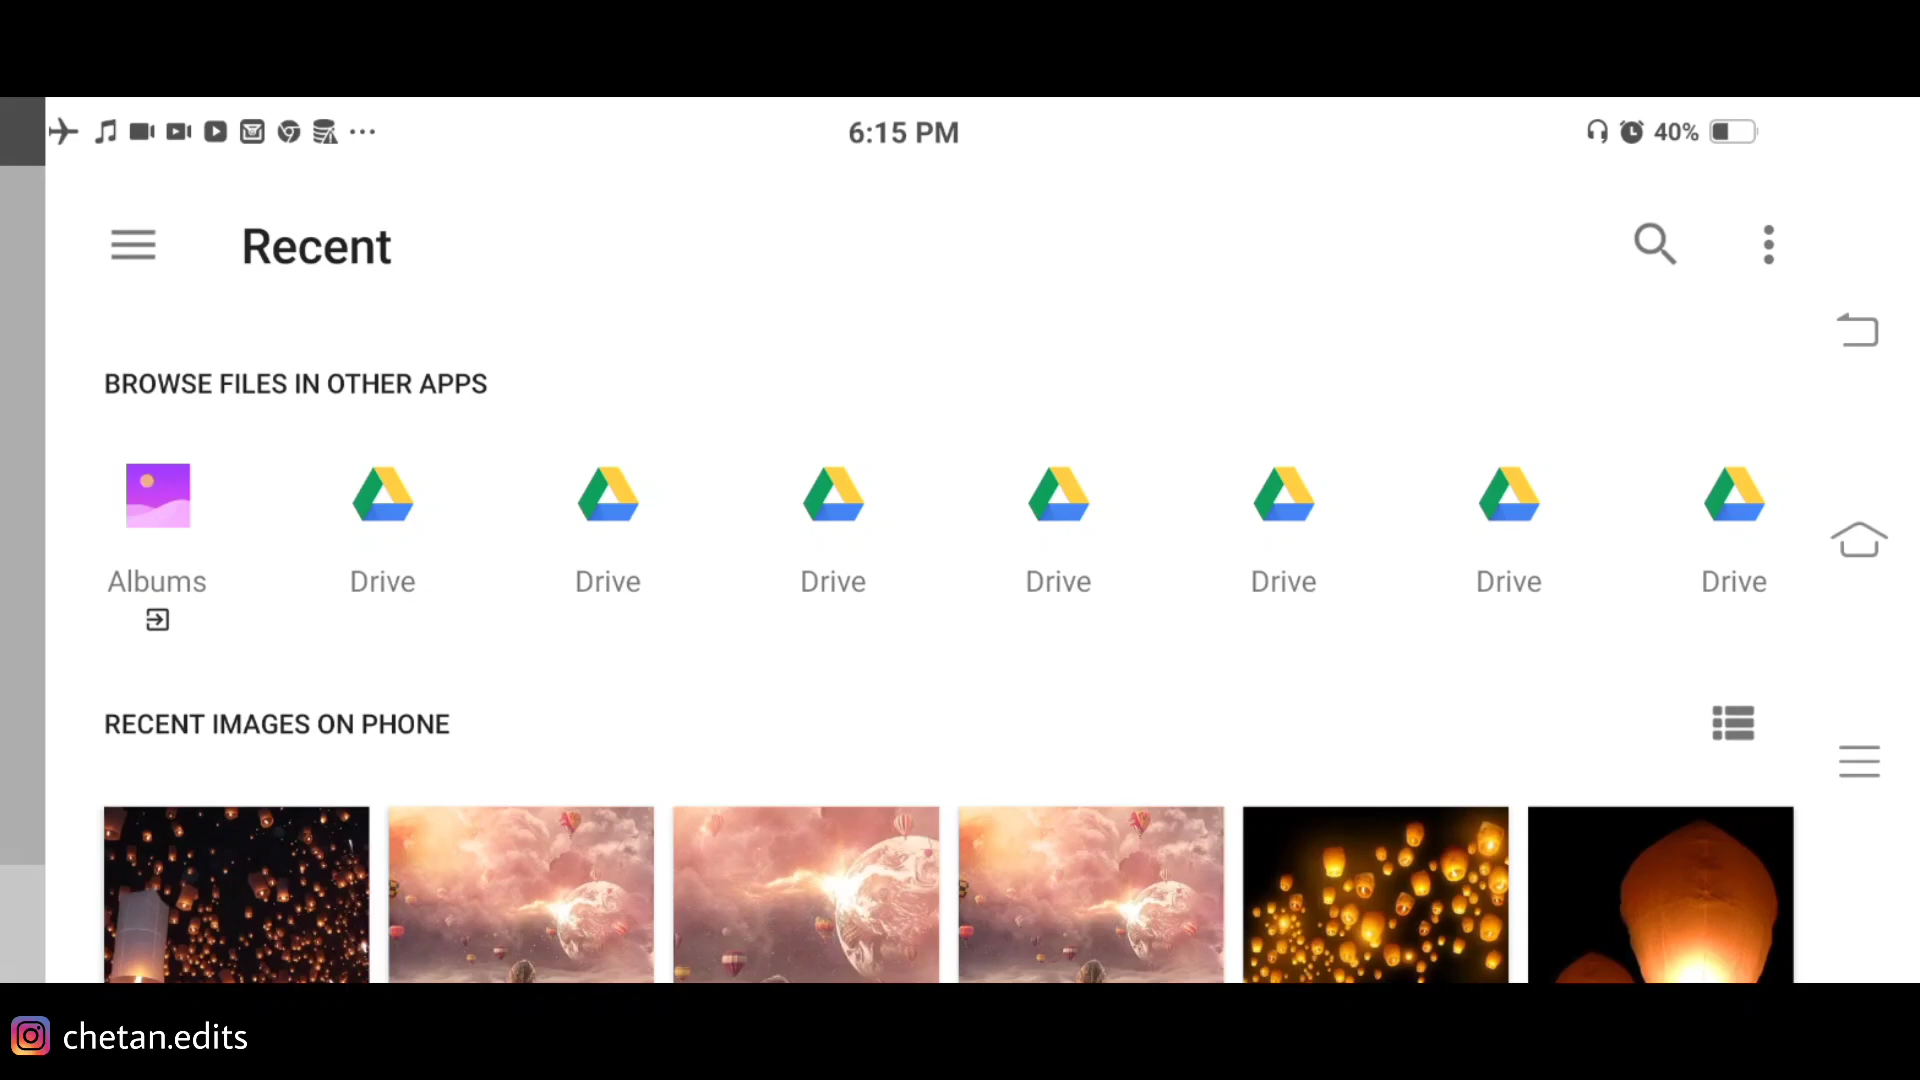 6:15 PM
40%
Recent
BROWSE FILES IN OTHER APPS
Albums Drive Drive Drive Drive Drive Drive Drive
RECENT IMAGES ON PHONE
chetan.edits